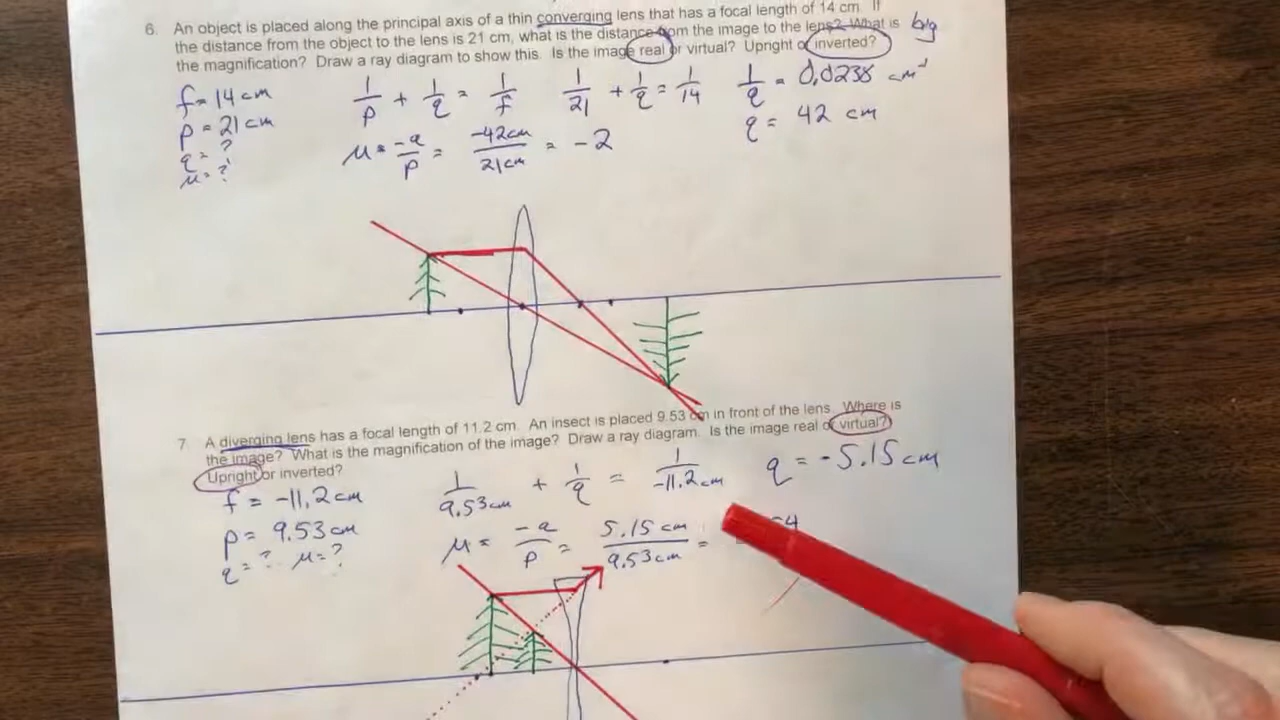 6. An object is placed along the principal axis of a thin converging lens that has a focal length of 14 cm. If
the distance from the object to the lens is 21 cm, what is the distance from the image to the lens? What is big
the magnification? Draw a ray diagram to show this. Is the image real or virtual? Upright or inverted?
f = 14 cm
p = 21 cm
q = ?
M = ?
1/p + 1/q = 1/f
1/21 + 1/q = 1/14
1/q = 0,0238 cm⁻¹
q = 42 cm
M = -q/p = -42cm/21cm = -2
7. A diverging lens has a focal length of 11.2 cm. An insect is placed 9.53 cm in front of the lens. Where is
the image? What is the magnification of the image? Draw a ray diagram. Is the image real or virtual?
Upright or inverted?
f = -11,2 cm
p = 9.53 cm
q = ? M = ?
1/9.53cm + 1/q = 1/-11.2cm
q = -5.15 cm
M = -q/p = 5.15 cm/9.53 cm =